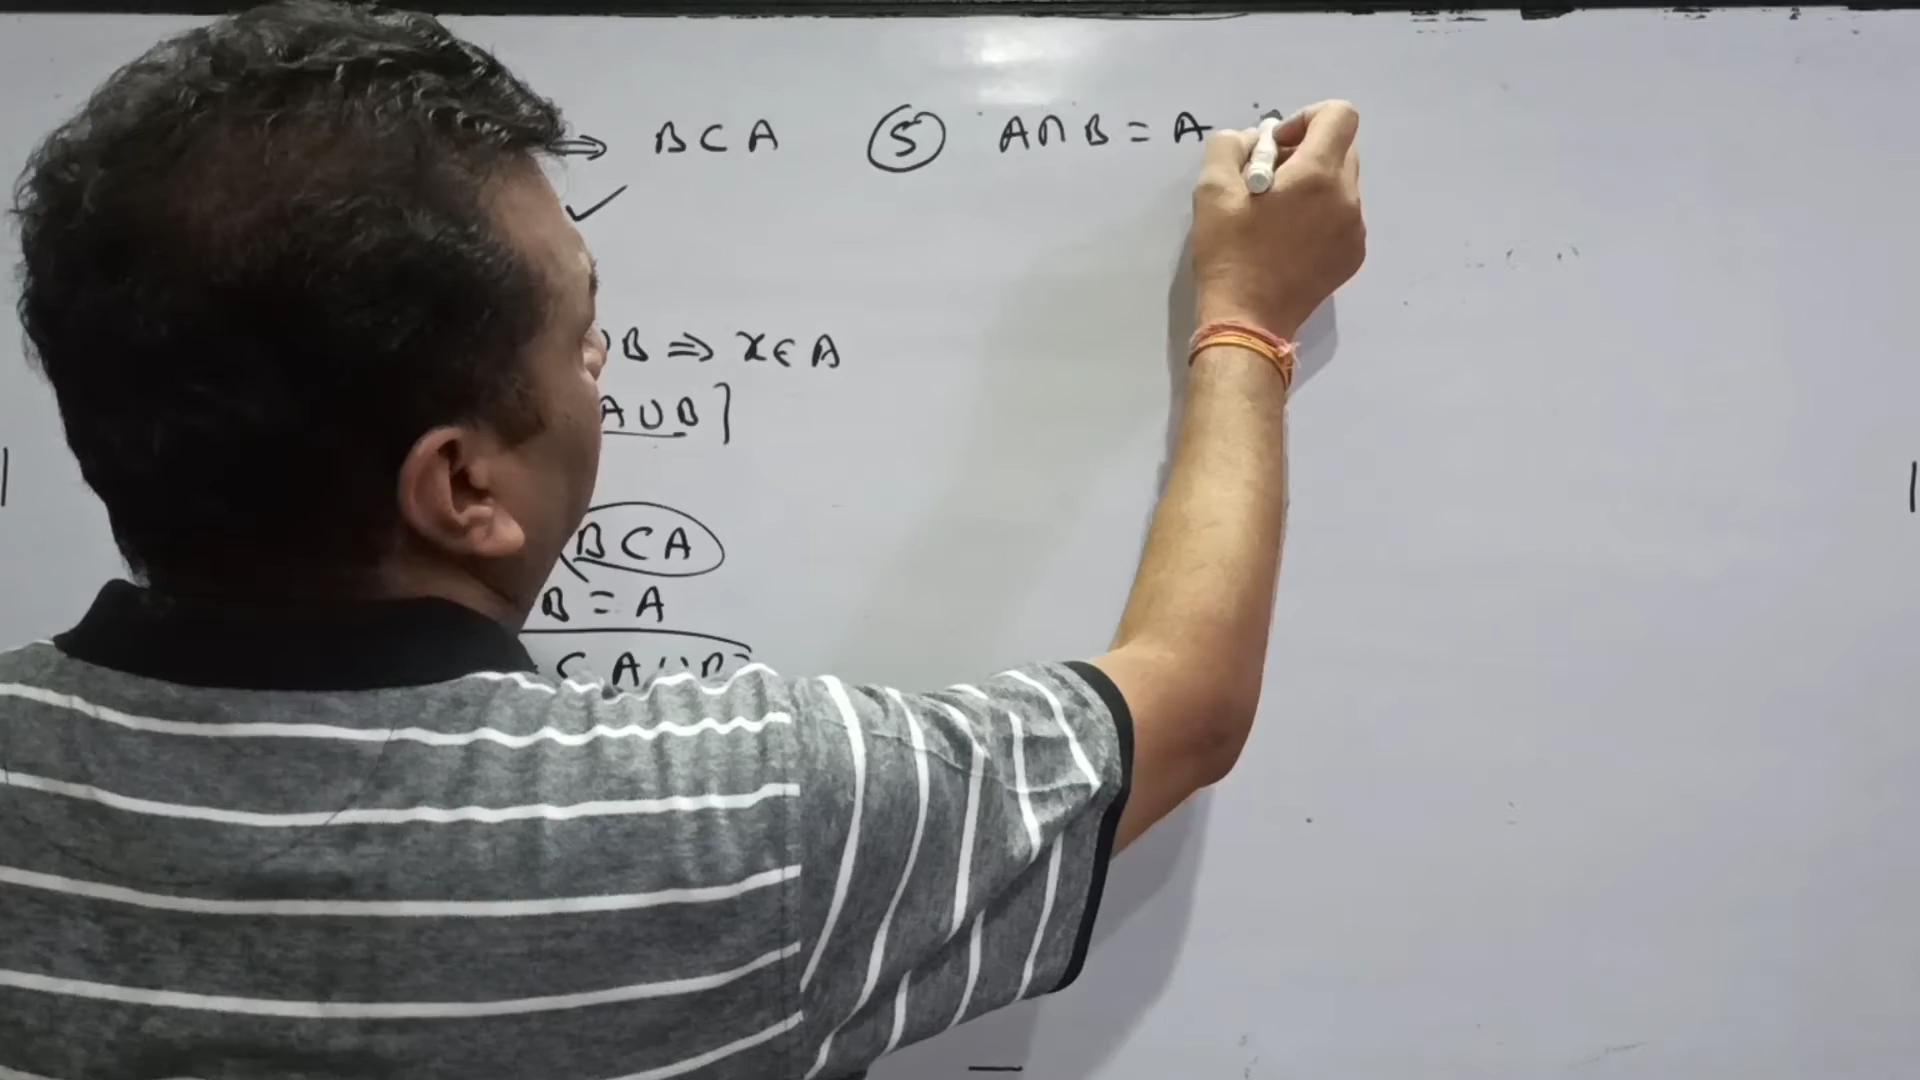 ⇒ B ⊂ A
⑤ A ∩ B = A
✓
B ⇒ x ∈ A
A ∪ B ]
B ⊂ A
B = A
⊂ A ∪ B